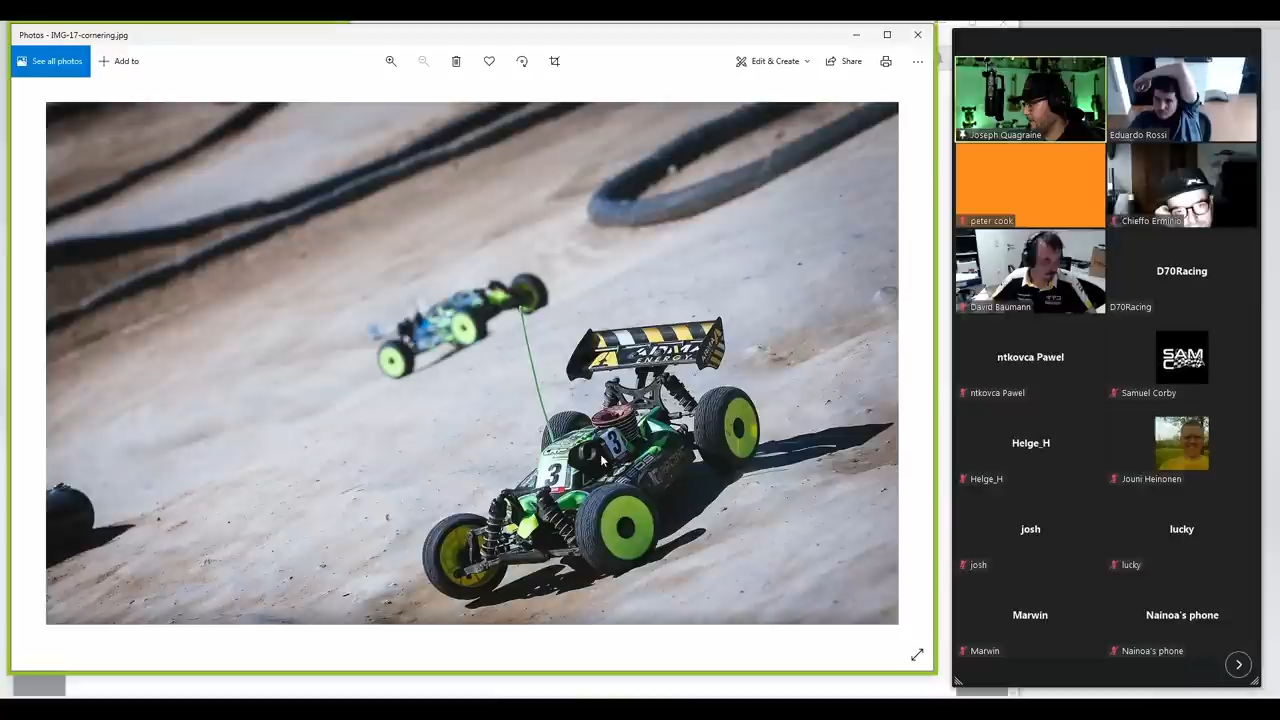 Photos - IMG-17-cornering.jpg
See all photos
Add to
Edit & Create
Share
ENERGY
3
3
Joseph Quagraine
Eduardo Rossi
peter cook
Chieffo Erminio
David Baumann
D70Racing
D70Racing
ntkovca Pawel
ntkovca Pawel
SAM
C
Samuel Corby
Helge_H
Helge_H
Jouni Heinonen
josh
josh
lucky
lucky
Marwin
Marwin
Nainoa's phone
Nainoa's phone